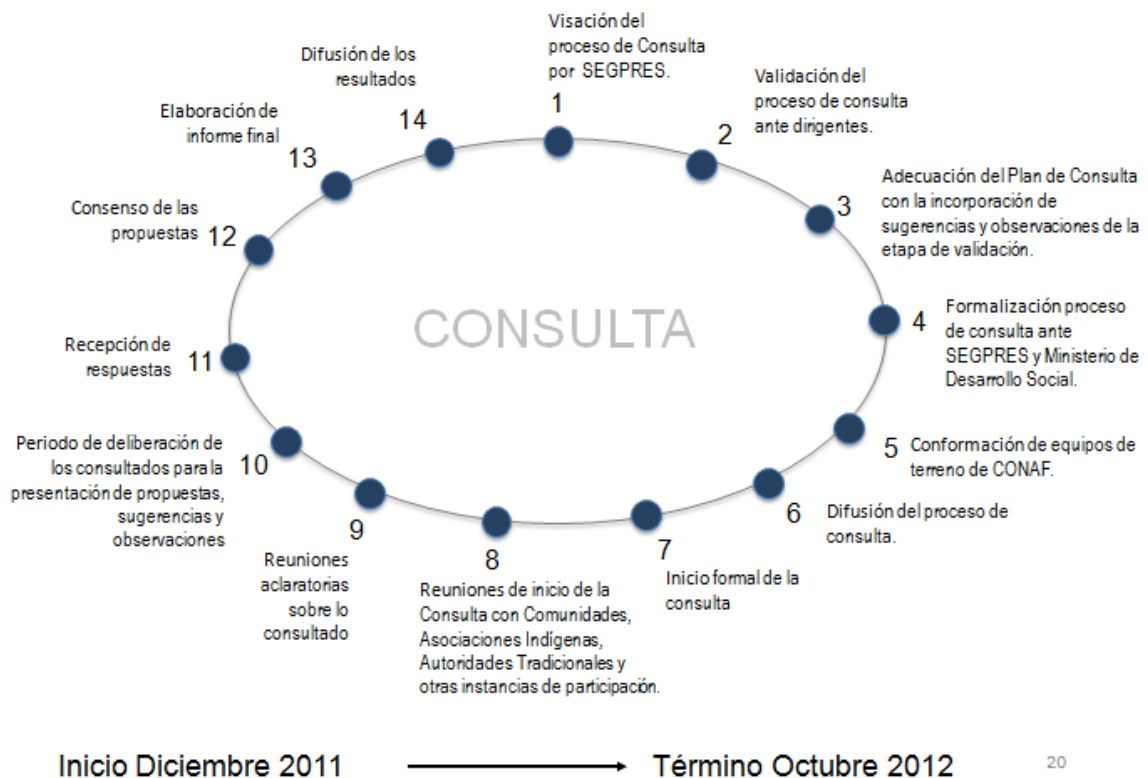 1
Visación del
proceso de Consulta
por SEGPRES.
2
Validación del
proceso de consulta
ante dirigentes.
3
Adecuación del Plan de Consulta
con la incorporación de
sugerencias y observaciones de la
etapa de validación.
4
Formalización proceso
de consulta ante
SEGPRES y Ministerio de
Desarrollo Social.
5
Conformación de equipos de
terreno de CONAF.
6
Difusión del proceso de
consulta.
7
Inicio formal de la
consulta
8
Reuniones de inicio de la
Consulta con Comunidades,
Asociaciones Indígenas,
Autoridades Tradicionales y
otras instancias de participación.
9
Reuniones
aclaratorias
sobre lo
consultado
10
Periodo de deliberación de
los consultados para la
presentación de propuestas,
sugerencias y
observaciones
11
Recepción de
respuestas
12
Consenso de las
propuestas
13
Elaboración de
informe final
14
Difusión de los
resultados
CONSULTA
Inicio Diciembre 2011
Término Octubre 2012
20